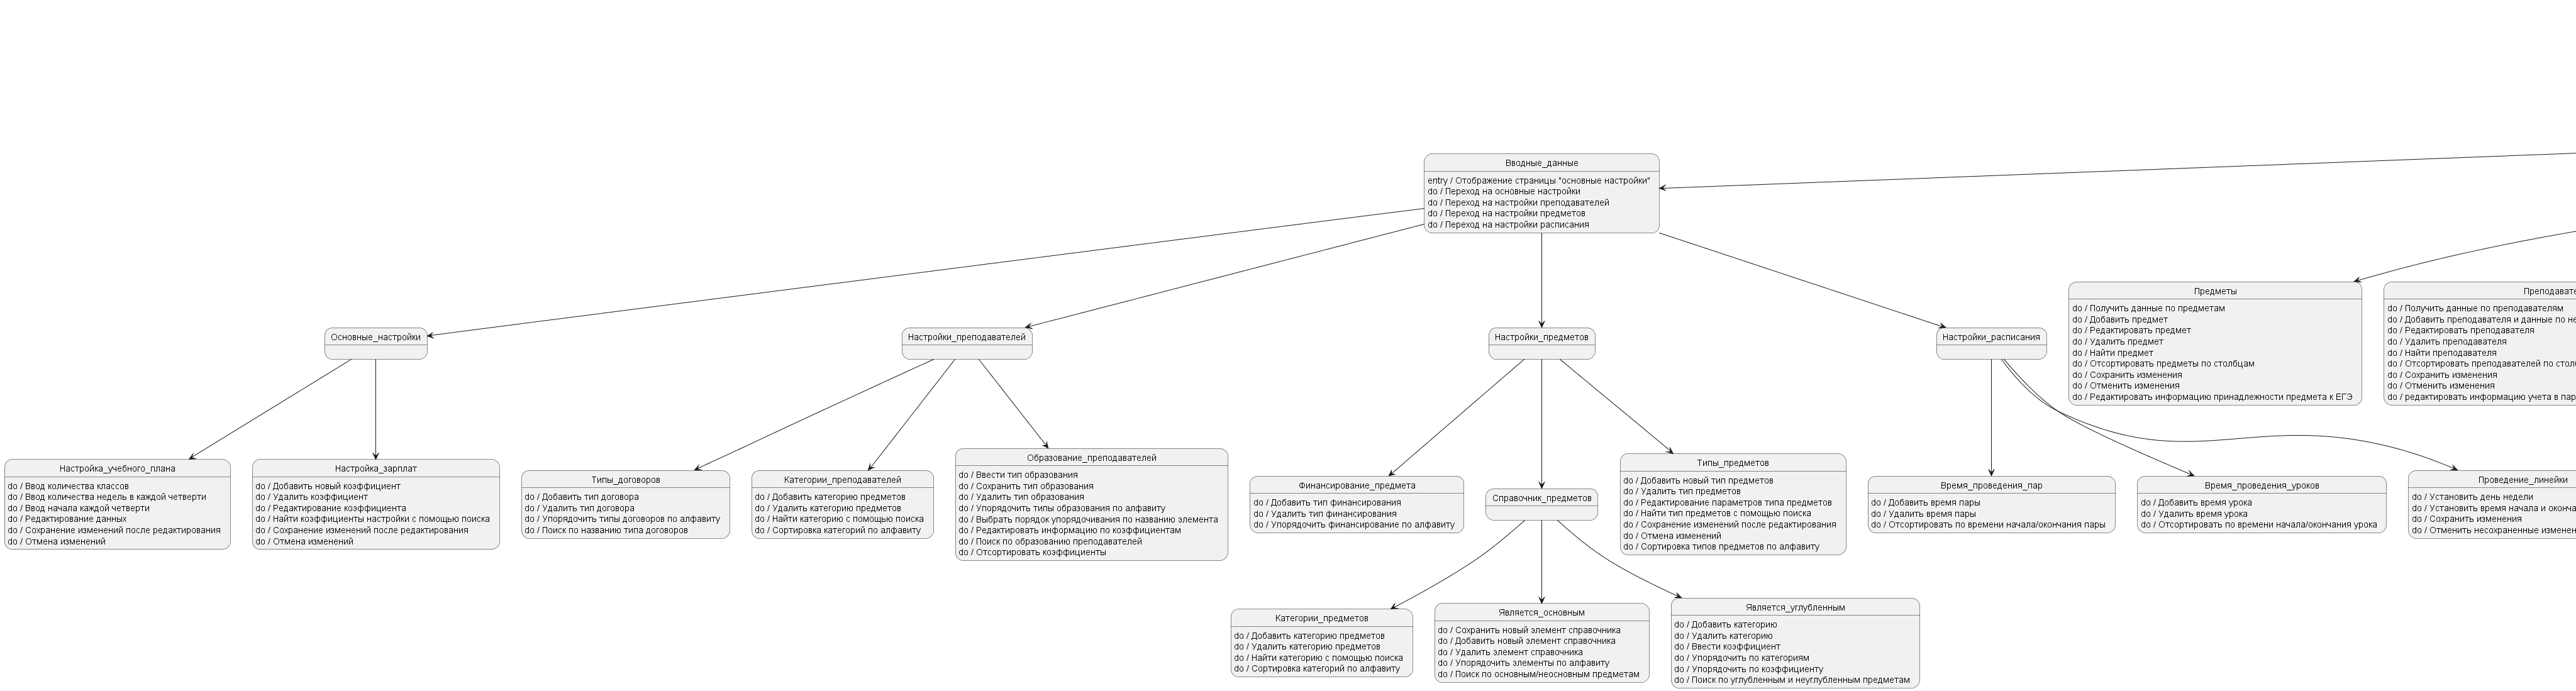 Вводные_данные
entry / Отображение страницы "основные настройки"
do / Переход на основные настройки
do / Переход на настройки преподавателей
do / Переход на настройки предметов
do / Переход на настройки расписания
Предметы
do / Получить данные по предметам
do / Добавить предмет
do / Редактировать предмет
do / Удалить предмет
do / Найти предмет
do / Отсортировать предметы по столбцам
do / Сохранить изменения
do / Отменить изменения
do / Редактировать информацию принадлежности предмета к ЕГЭ
Преподавате
do / Получить данные по преподавателям
do / Добавить преподавателя и данные по не
do / Редактировать преподавателя
do / Удалить преподавателя
do / Найти преподавателя
do / Отсортировать преподавателей по стол
do / Сохранить изменения
do / Отменить изменения
do / редактировать информацию учета в пар
Основные_настройки
Настройки_преподавателей
Настройки_предметов
Настройки_расписания
Настройка_учебного_плана
do / Ввод количества классов
do / Ввод количества недель в каждой четверти
do / Ввод начала каждой четверти
do / Редактирование данных
do / Сохранение изменений после редактирования
do / Отмена изменений
Настройка_зарплат
do / Добавить новый коэффициент
do / Удалить коэффициент
do / Редактирование коэффициента
do / Найти коэффициенты настройки с помощью поиска
do / Сохранение изменений после редактирования
do / Отмена изменений
Типы_договоров
do / Добавить тип договора
do / Удалить тип договора
do / Упорядочить типы договоров по алфавиту
do / Поиск по названию типа договоров
Категории_преподавателей
do / Добавить категорию предметов
do / Удалить категорию предметов
do / Найти категорию с помощью поиска
do / Сортировка категорий по алфавиту
Образование_преподавателей
do / Ввести тип образования
do / Сохранить тип образования
do / Удалить тип образования
do / Упорядочить типы образования по алфавиту
do / Выбрать порядок упорядочивания по названию элемента
do / Редактировать информацию по коэффициентам
do / Поиск по образованию преподавателей
do / Отсортировать коэффициенты
Финансирование_предмета
do / Добавить тип финансирования
do / Удалить тип финансирования
do / Упорядочить финансирование по алфавиту
Справочник_предметов
Типы_предметов
do / Добавить новый тип предметов
do / Удалить тип предметов
do / Редактирование параметров типа предметов
do / Найти тип предметов с помощью поиска
do / Сохранение изменений после редактирования
do / Отмена изменений
do / Сортировка типов предметов по алфавиту
Время_проведения_пар
do / Добавить время пары
do / Удалить время пары
do / Отсортировать по времени начала/окончания пары
Время_проведения_уроков
do / Добавить время урока
do / Удалить время урока
do / Отсортировать по времени начала/окончания урока
Проведение_линейки
do / Установить день недели
do / Установить время начала и оконча
do / Сохранить изменения
do / Отменить несохраненные изменен
Категории_предметов
do / Добавить категорию предметов
do / Удалить категорию предметов
do / Найти категорию с помощью поиска
do / Сортировка категорий по алфавиту
Является_основным
do / Сохранить новый элемент справочника
do / Добавить новый элемент справочника
do / Удалить элемент справочника
do / Упорядочить элементы по алфавиту
do / Поиск по основным/неосновным предметам
Является_углубленным
do / Добавить категорию
do / Удалить категорию
do / Ввести коэффициент
do / Упорядочить по категориям
do / Упорядочить по коэффициенту
do / Поиск по углубленным и неуглубленным предметам